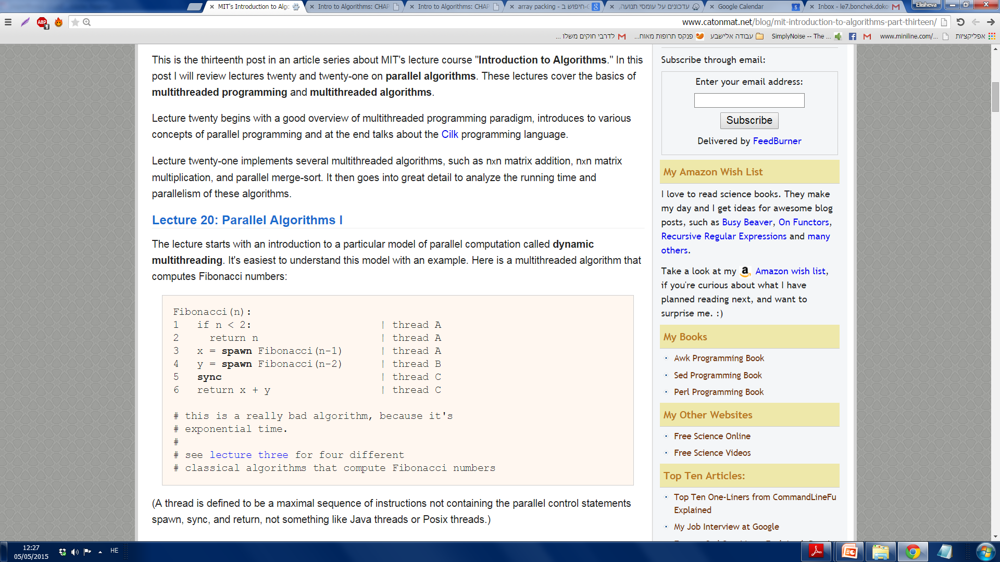 MIT's Introduction to Algo
Intro to Algorithms: CHAP
Intro to Algorithms: CHAP
array packing - חיפוש ב-G
עדכונים על עומסי תנועה,
Google Calendar
5
Inbox - le7.bonchek.doko
Elisheva
ABP
1
www.catonmat.net/blog/mit-introduction-to-algorithms-part-thirteen/
לדרבי חוקים משלו ...
פנקס תרופות מאוח...
עבודה אלישבע
SimplyNoise -- The ...
www.miniline.com/...
אפליקציות
This is the thirteenth post in an article series about MIT's lecture course "Introduction to Algorithms." In this
post I will review lectures twenty and twenty-one on parallel algorithms. These lectures cover the basics of
multithreaded programming and multithreaded algorithms.
Lecture twenty begins with a good overview of multithreaded programming paradigm, introduces to various
concepts of parallel programming and at the end talks about the Cilk programming language.
Lecture twenty-one implements several multithreaded algorithms, such as nxn matrix addition, nxn matrix
multiplication, and parallel merge-sort. It then goes into great detail to analyze the running time and
parallelism of these algorithms.
Lecture 20: Parallel Algorithms I
The lecture starts with an introduction to a particular model of parallel computation called dynamic
multithreading. It's easiest to understand this model with an example. Here is a multithreaded algorithm that
computes Fibonacci numbers:
Fibonacci(n):
1 if n < 2: | thread A
2 return n | thread A
3 x = spawn Fibonacci(n-1) | thread A
4 y = spawn Fibonacci(n-2) | thread B
5 sync | thread C
6 return x + y | thread C
# this is a really bad algorithm, because it's
# exponential time.
#
# see lecture three for four different
# classical algorithms that compute Fibonacci numbers
(A thread is defined to be a maximal sequence of instructions not containing the parallel control statements
spawn, sync, and return, not something like Java threads or Posix threads.)
Subscribe through email:
Enter your email address:
Subscribe
Delivered by FeedBurner
My Amazon Wish List
I love to read science books. They make
my day and I get ideas for awesome blog
posts, such as Busy Beaver, On Functors,
Recursive Regular Expressions and many
others.
Take a look at my Amazon wish list,
if you're curious about what I have
planned reading next, and want to
surprise me. :)
My Books
Awk Programming Book
Sed Programming Book
Perl Programming Book
My Other Websites
Free Science Online
Free Science Videos
Top Ten Articles:
Top Ten One-Liners from CommandLineFu
Explained
My Job Interview at Google
12:27
05/05/2015
HE